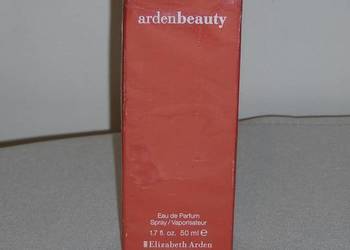 ardenbeauty
Eau de Parfum
Spray/Vaporisateur
1.7 fl. oz. 50 ml e
Elizabeth Arden